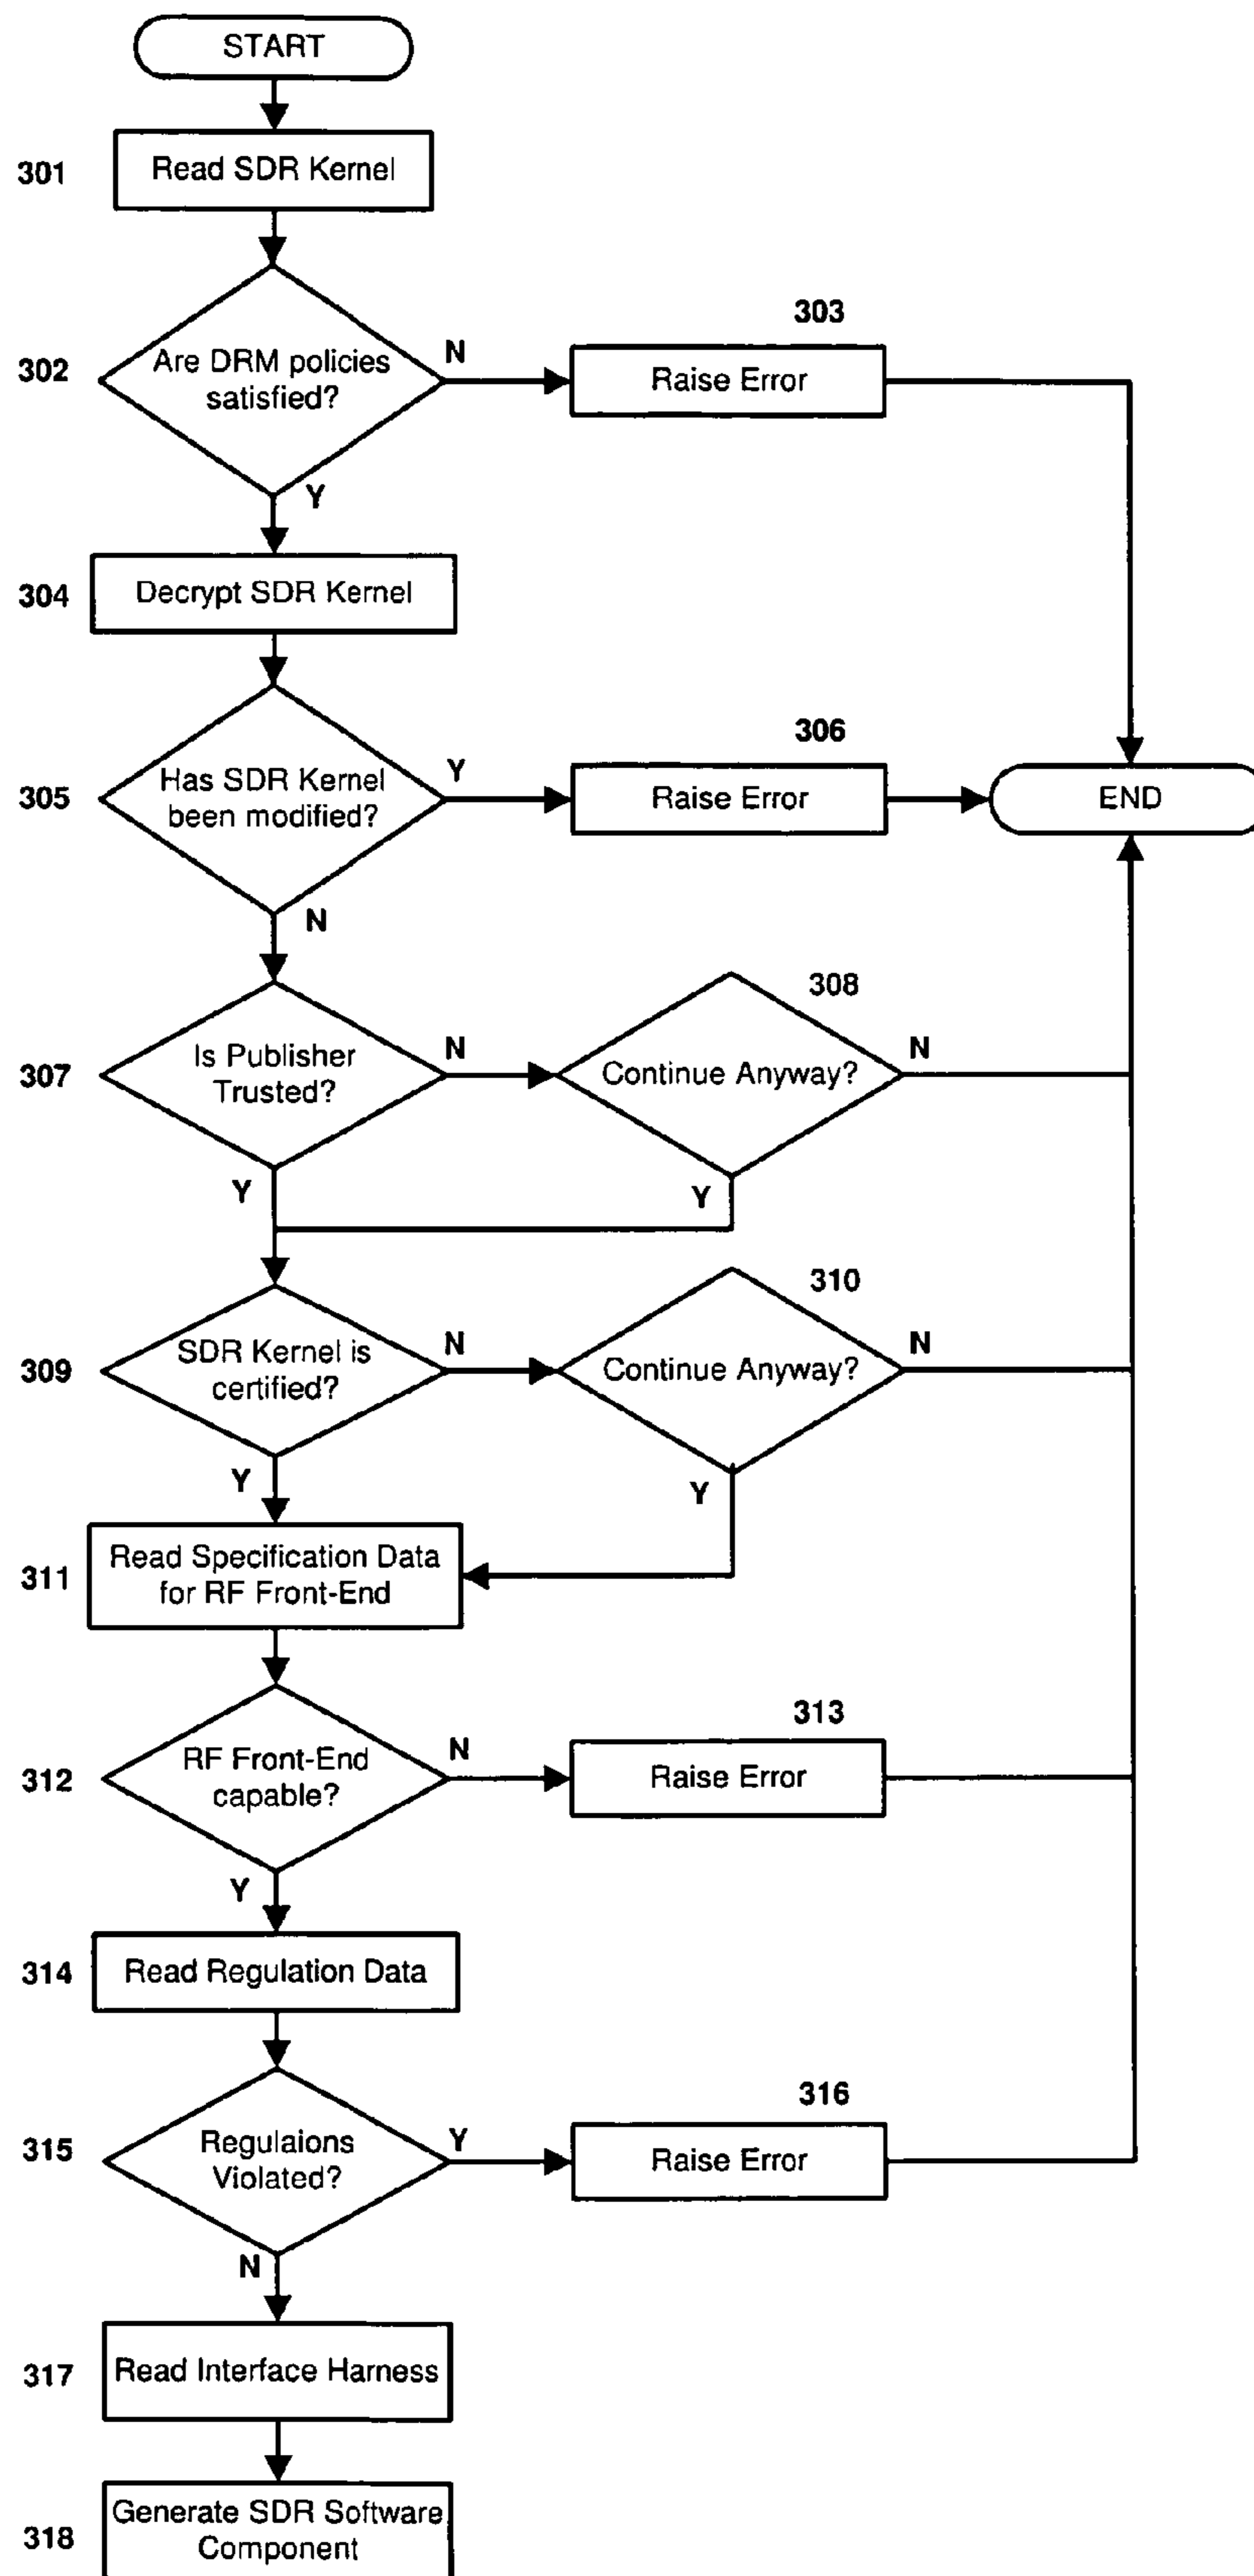 START
301
Read SDR Kernel
302
Are DRM policies
satisfied?
N
303
Raise Error
Y
304
Decrypt SDR Kernel
305
Has SDR Kernel
been modified?
Y
306
Raise Error
END
N
307
Is Publisher
Trusted?
N
308
Continue Anyway?
N
Y
Y
309
SDR Kernel is
certified?
N
310
Continue Anyway?
N
Y
Y
311
Read Specification Data
for RF Front-End
312
RF Front-End
capable?
N
313
Raise Error
Y
314
Read Regulation Data
315
Regulaions
Violated?
Y
316
Raise Error
N
317
Read Interface Harness
318
Generate SDR Software
Component